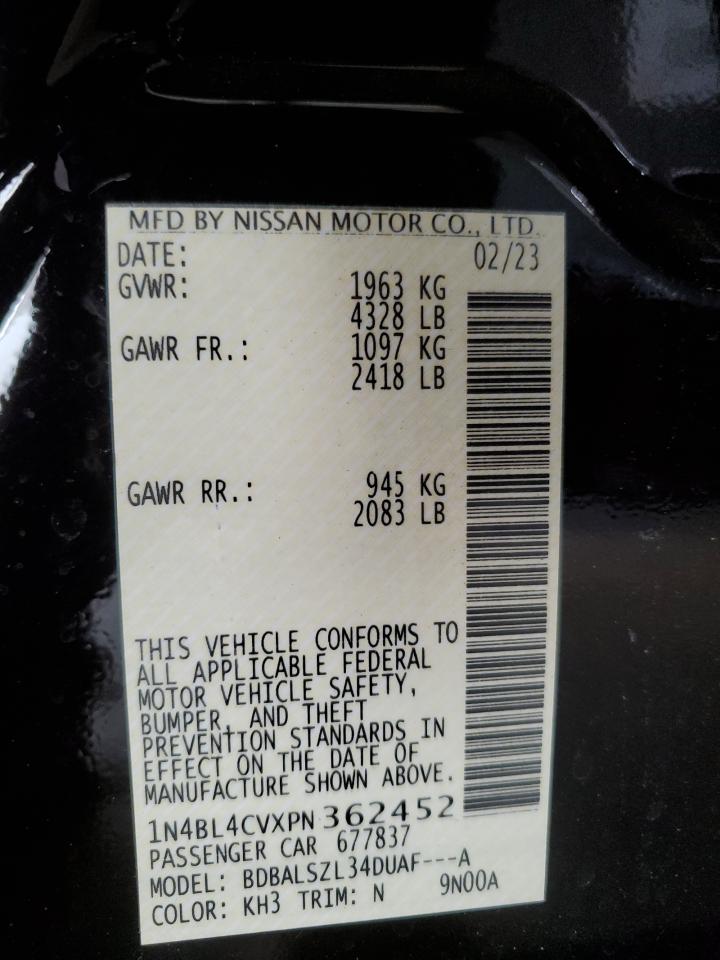 MFD BY NISSAN MOTOR CO., LTD.
DATE: 02/23
GVWR: 1963 KG
4328 LB
GAWR FR.: 1097 KG
2418 LB
GAWR RR.: 945 KG
2083 LB
THIS VEHICLE CONFORMS TO
ALL APPLICABLE FEDERAL
MOTOR VEHICLE SAFETY,
BUMPER, AND THEFT
PREVENTION STANDARDS IN
EFFECT ON THE DATE OF
MANUFACTURE SHOWN ABOVE.
1N4BL4CVXPN 362452
PASSENGER CAR 677837
MODEL: BDBALSZL34DUAF---A
COLOR: KH3 TRIM: N 9N00A